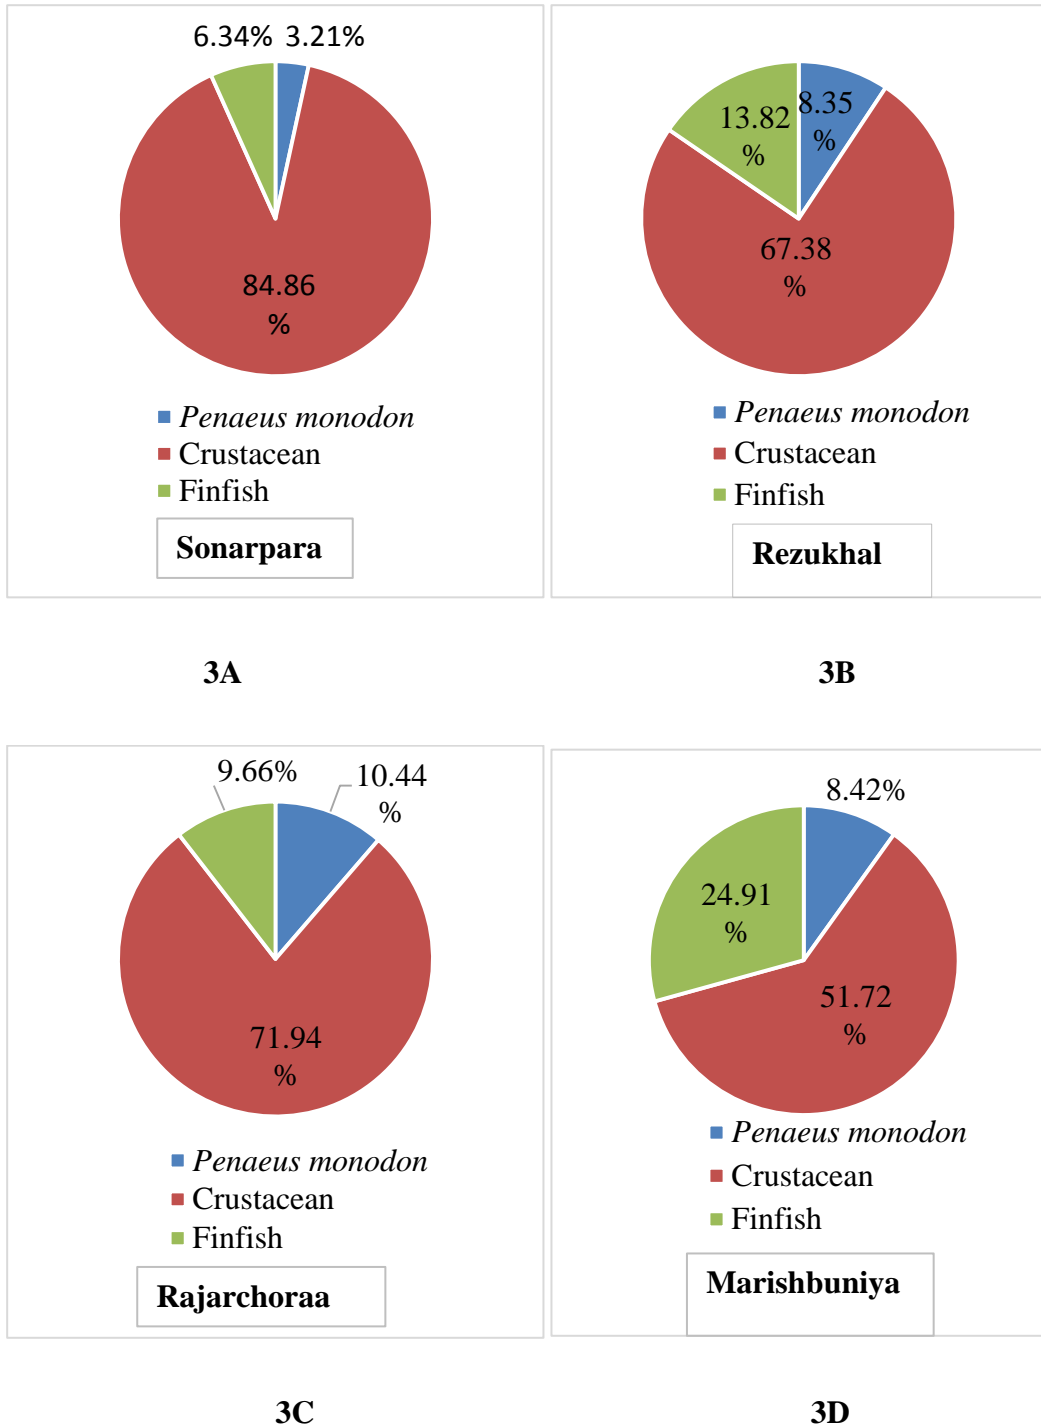 6.34% 3.21%
84.86
%
Penaeus monodon
Crustacean
Finfish
Sonarpara
3A
13.82
%
8.35
%
67.38
%
Penaeus monodon
Crustacean
Finfish
Rezukhal
3B
9.66%
10.44
%
71.94
%
Penaeus monodon
Crustacean
Finfish
Rajarchoraa
3C
8.42%
24.91
%
51.72
%
Penaeus monodon
Crustacean
Finfish
Marishbuniya
3D